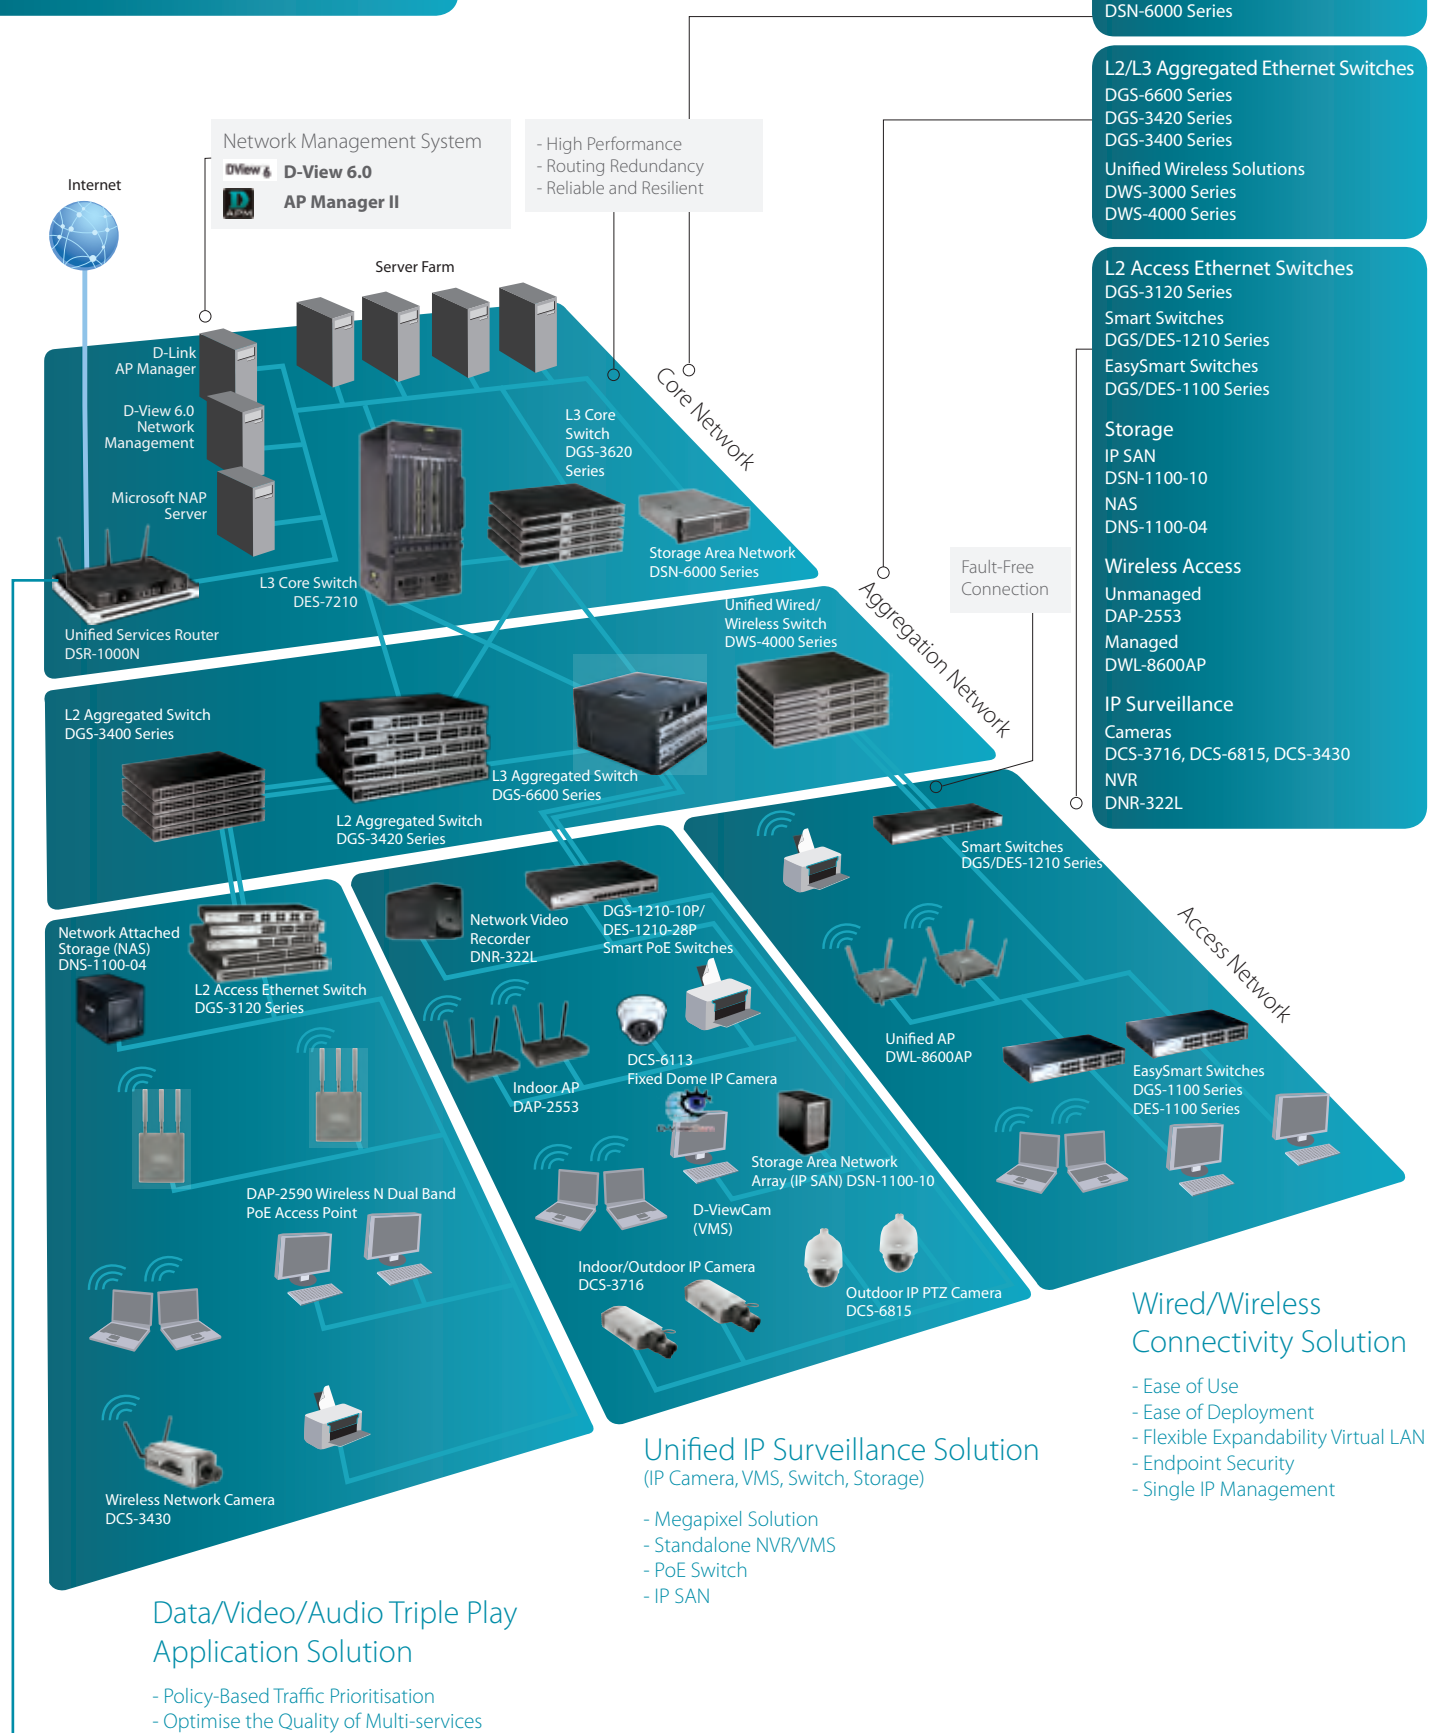 DSN-6000 Series
L2/L3 Aggregated Ethernet Switches
DGS-6600 Series
DGS-3420 Series
DGS-3400 Series
Unified Wireless Solutions
DWS-3000 Series
DWS-4000 Series
L2 Access Ethernet Switches
DGS-3120 Series
Smart Switches
DGS/DES-1210 Series
EasySmart Switches
DGS/DES-1100 Series
Storage
IP SAN
DSN-1100-10
NAS
DNS-1100-04
Wireless Access
Unmanaged
DAP-2553
Managed
DWL-8600AP
IP Surveillance
Cameras
DCS-3716, DCS-6815, DCS-3430
NVR
DNR-322L
Network Management System
DView 6
D-View 6.0
D
APM
AP Manager II
- High Performance
- Routing Redundancy
- Reliable and Resilient
Internet
Server Farm
D-Link
AP Manager
D-View 6.0
Network
Management
Microsoft NAP
Server
L3 Core
Switch
DGS-3620
Series
Core Network
Storage Area Network
DSN-6000 Series
L3 Core Switch
DES-7210
Unified Services Router
DSR-1000N
Fault-Free
Connection
Aggregation Network
Unified Wired/
Wireless Switch
DWS-4000 Series
L2 Aggregated Switch
DGS-3400 Series
L3 Aggregated Switch
DGS-6600 Series
L2 Aggregated Switch
DGS-3420 Series
Smart Switches
DGS/DES-1210 Series
Access Network
Network Attached
Storage (NAS)
DNS-1100-04
L2 Access Ethernet Switch
DGS-3120 Series
Network Video
Recorder
DNR-322L
DGS-1210-10P/
DES-1210-28P
Smart PoE Switches
Unified AP
DWL-8600AP
EasySmart Switches
DGS-1100 Series
DES-1100 Series
Indoor AP
DAP-2553
DCS-6113
Fixed Dome IP Camera
Storage Area Network
Array (IP SAN) DSN-1100-10
D-ViewCam
(VMS)
DAP-2590 Wireless N Dual Band
PoE Access Point
Indoor/Outdoor IP Camera
DCS-3716
Outdoor IP PTZ Camera
DCS-6815
Wireless Network Camera
DCS-3430
Wired/Wireless
Connectivity Solution
- Ease of Use
- Ease of Deployment
- Flexible Expandability Virtual LAN
- Endpoint Security
- Single IP Management
Unified IP Surveillance Solution
(IP Camera, VMS, Switch, Storage)
- Megapixel Solution
- Standalone NVR/VMS
- PoE Switch
- IP SAN
Data/Video/Audio Triple Play
Application Solution
- Policy-Based Traffic Prioritisation
- Optimise the Quality of Multi-services